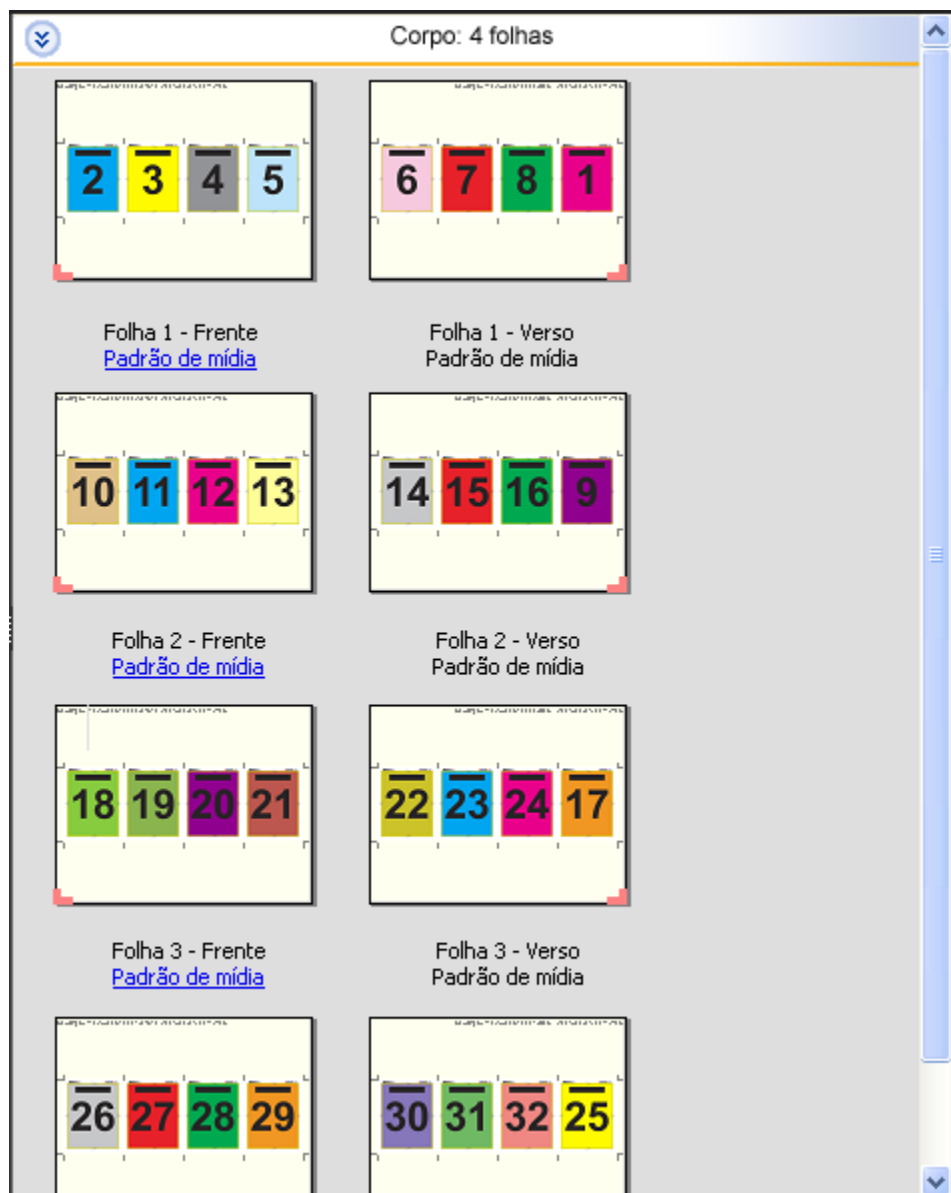 Corpo: 4 folhas
2 3 4 5
6 7 8 1
Folha 1 - Frente
Padrão de mídia
Folha 1 - Verso
Padrão de mídia
10 11 12 13
14 15 16 9
Folha 2 - Frente
Padrão de mídia
Folha 2 - Verso
Padrão de mídia
18 19 20 21
22 23 24 17
Folha 3 - Frente
Padrão de mídia
Folha 3 - Verso
Padrão de mídia
26 27 28 29
30 31 32 25